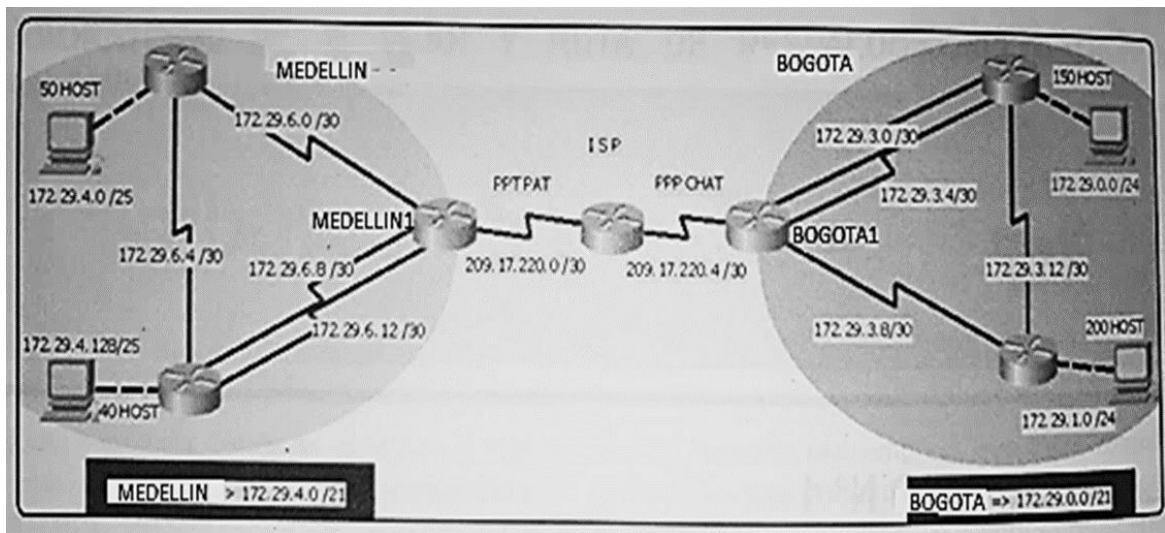 MEDELLIN - -
BOGOTA
50 HOST
150 HOST
172.29.6.0 /30
172.29.3.0 /30
ISP
172.29.4.0 /25
PPTPAT
PPP CHAT
172.29.3.4/30
172.29.0.0 /24
MEDELLIN1
BOGOTA1
172.29.6.4 /30
172.29.6.8 /30
209.17.220.0 /30
209.17.220.4 /30
172.29.3.12 /30
172.29.6.12 /30
172.29.3.8/30
200 HOST
172.29.4.128/25
40 HOST
172.29.1.0 /24
MEDELLIN > 172.29.4.0 /21
BOGOTA => 172.29.0.0 /21